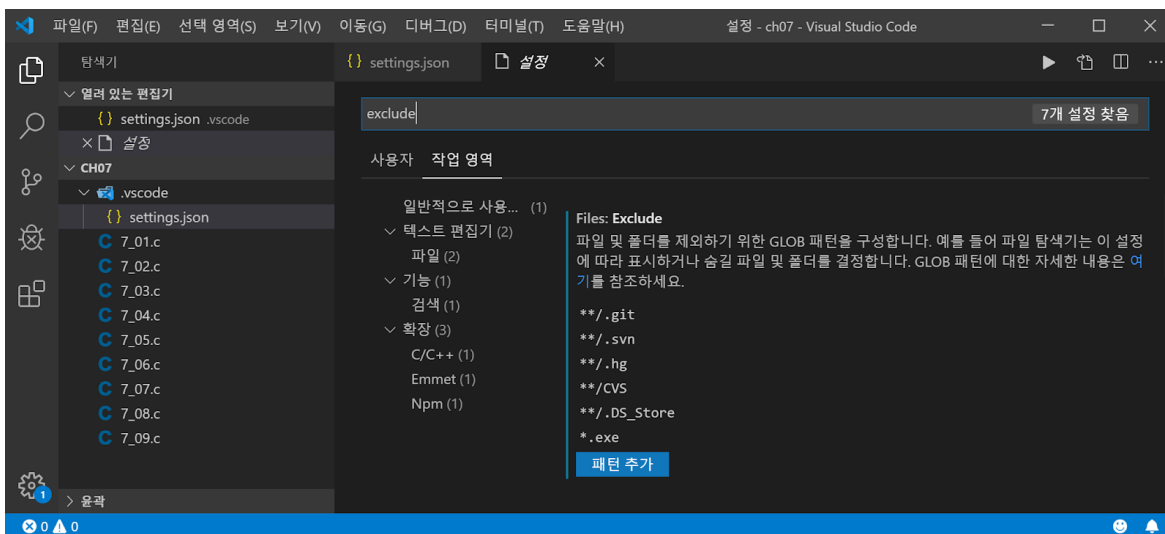 파일(F) 편집(E) 선택 영역(S) 보기(V) 이동(G) 디버그(D) 터미널(T) 도움말(H) 설정 - ch07 - Visual Studio Code
탐색기
열려 있는 편집기
{} settings.json .vscode
설정
CH07
.vscode
{} settings.json
C 7_01.c
C 7_02.c
C 7_03.c
C 7_04.c
C 7_05.c
C 7_06.c
C 7_07.c
C 7_08.c
C 7_09.c
윤곽
{} settings.json 설정
exclude 7개 설정 찾음
사용자 작업 영역
일반적으로 사용... (1)
텍스트 편집기 (2)
파일 (2)
기능 (1)
검색 (1)
확장 (3)
C/C++ (1)
Emmet (1)
Npm (1)
Files: Exclude
파일 및 폴더를 제외하기 위한 GLOB 패턴을 구성합니다. 예를 들어 파일 탐색기는 이 설정
에 따라 표시하거나 숨길 파일 및 폴더를 결정합니다. GLOB 패턴에 대한 자세한 내용은 여
기를 참조하세요.
**/.git
**/.svn
**/.hg
**/CVS
**/.DS_Store
*.exe
패턴 추가
1
0 0